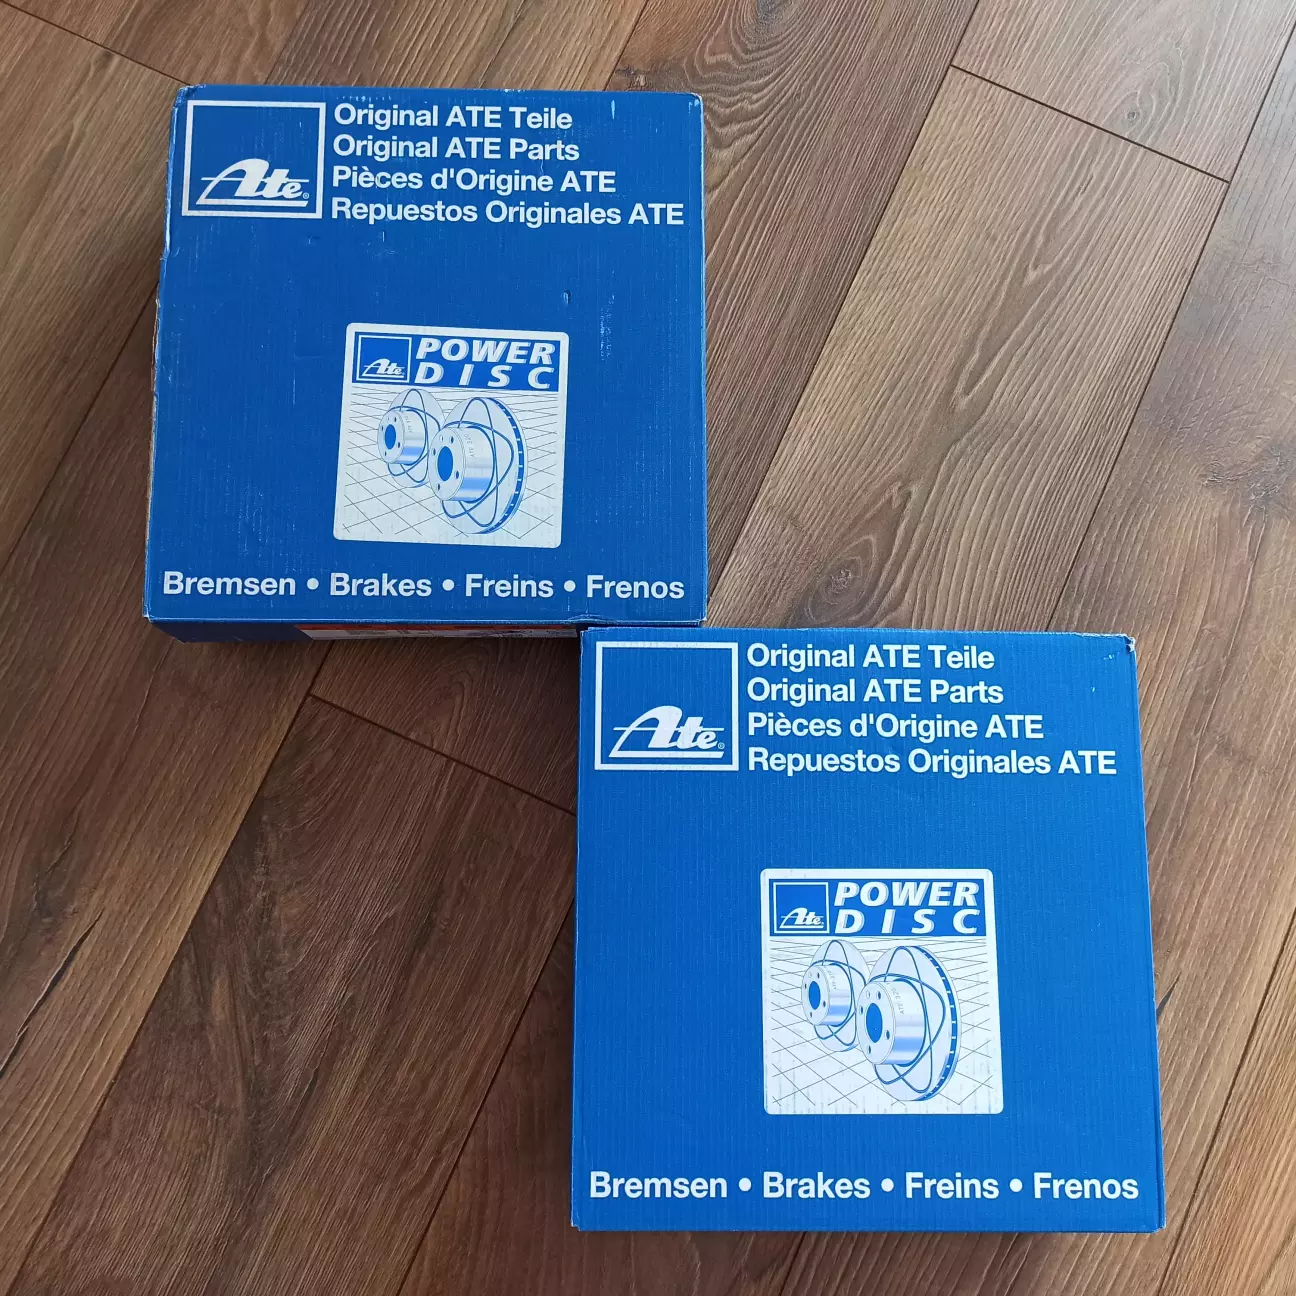 Ate®
Original ATE Teile
Original ATE Parts
Pièces d'Origine ATE
Repuestos Originales ATE
Ate
POWER
DISC
Bremsen • Brakes • Freins • Frenos
Ate®
Original ATE Teile
Original ATE Parts
Pièces d'Origine ATE
Repuestos Originales ATE
Ate
POWER
DISC
Bremsen • Brakes • Freins • Frenos